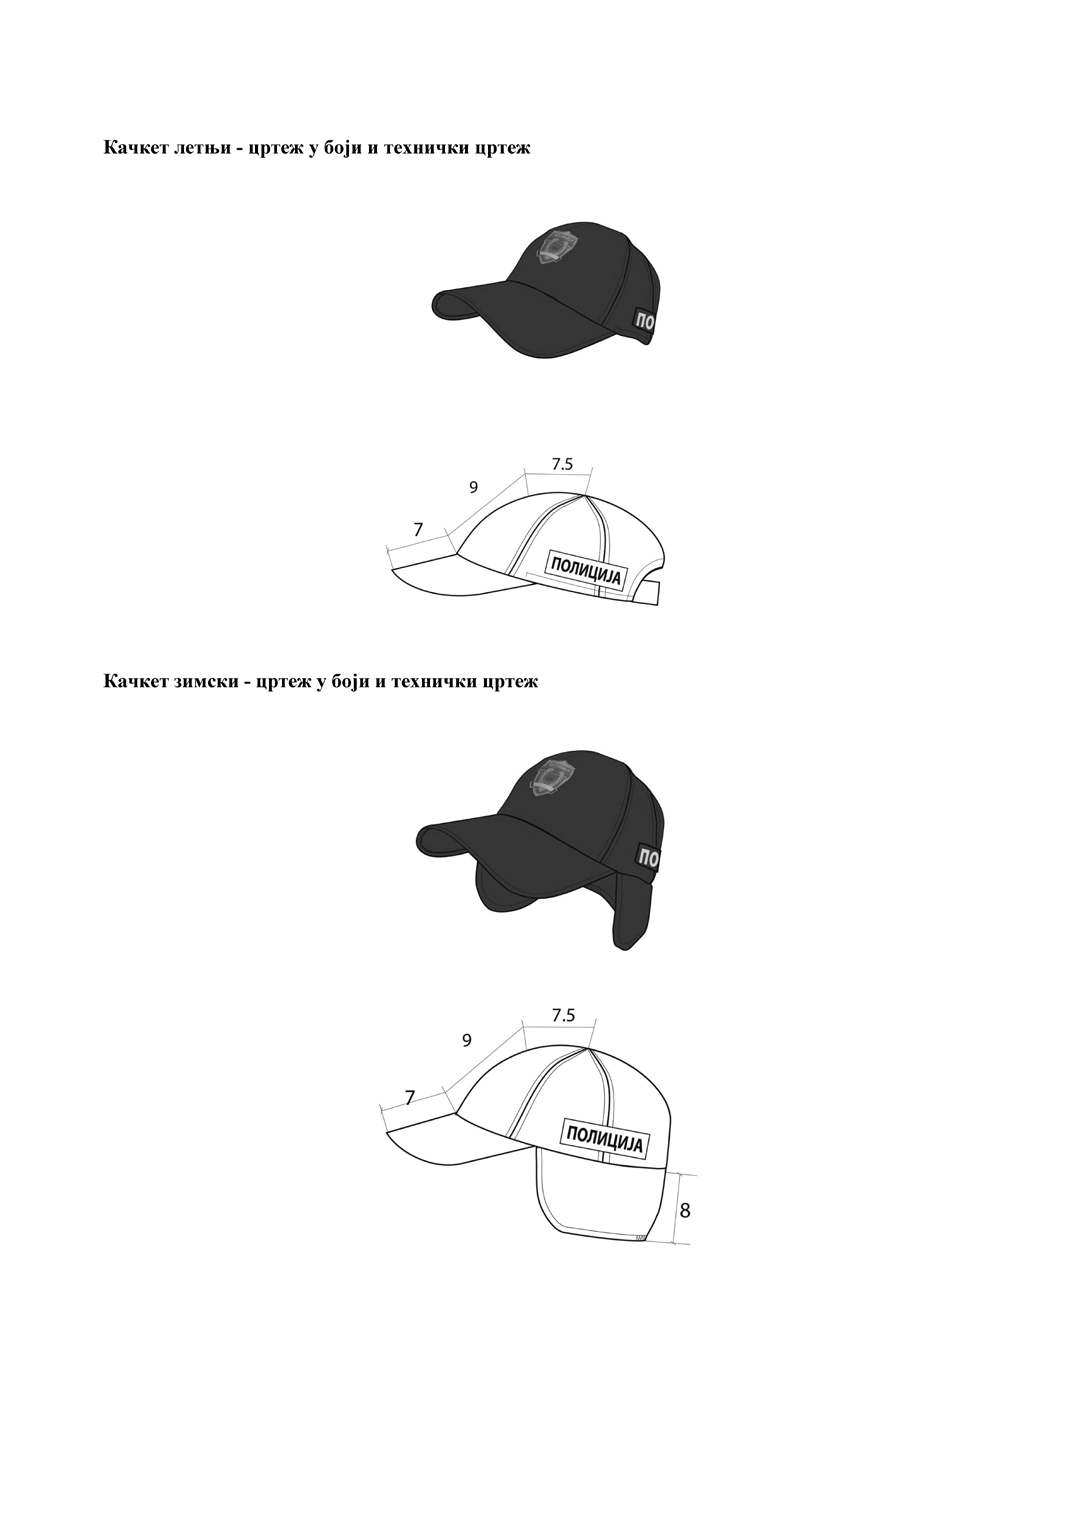 Качкет летњи - цртеж у боји и технички цртеж
ПО
7.5
9
7
ПОЛИЦИЈА
Качкет зимски - цртеж у боји и технички цртеж
ПО
7.5
9
7
ПОЛИЦИЈА
8